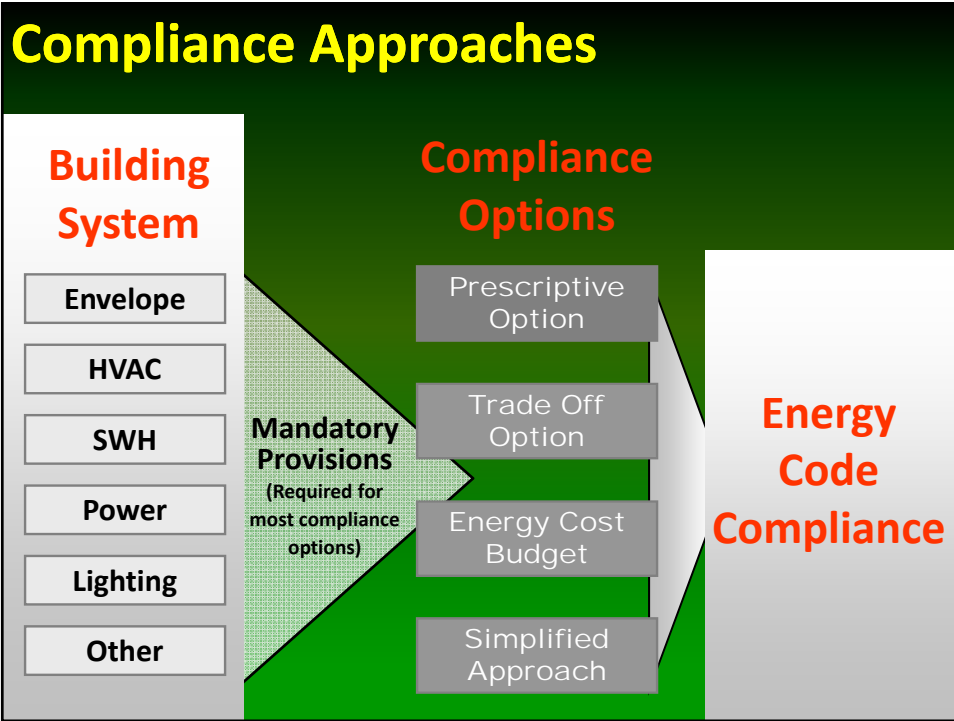 Compliance Approaches
Building
System
Envelope
HVAC
SWH
Power
Lighting
Other
Mandatory
Provisions
(Required for
most compliance
options)
Compliance
Options
Prescriptive
Option
Trade Off
Option
Energy Cost
Budget
Simplified
Approach
Energy
Code
Compliance